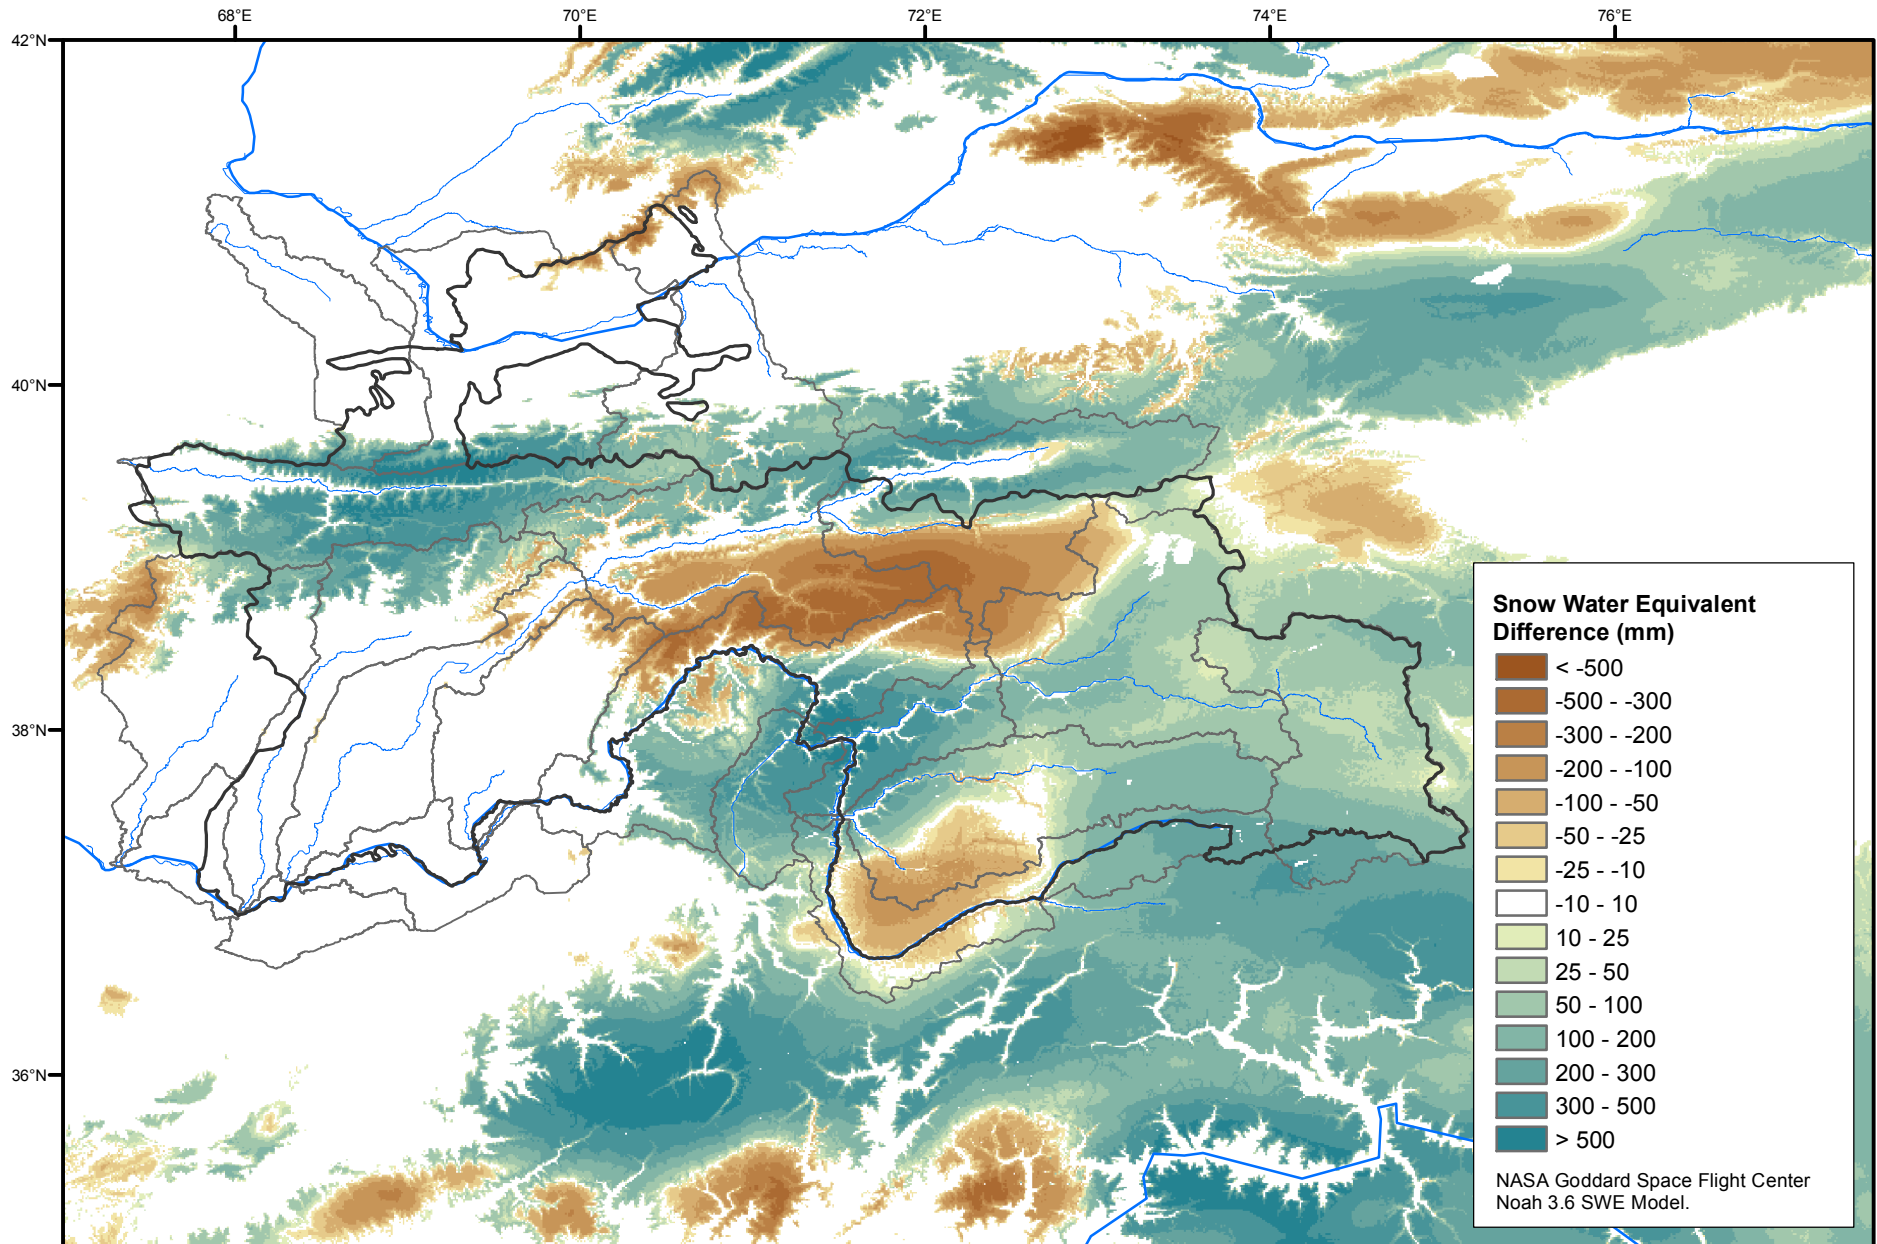 68°E
70°E
72°E
74°E
76°E
42°N
40°N
38°N
36°N
Snow Water Equivalent
Difference (mm)
< -500
-500 - -300
-300 - -200
-200 - -100
-100 - -50
-50 - -25
-25 - -10
-10 - 10
10 - 25
25 - 50
50 - 100
100 - 200
200 - 300
300 - 500
> 500
NASA Goddard Space Flight Center
Noah 3.6 SWE Model.